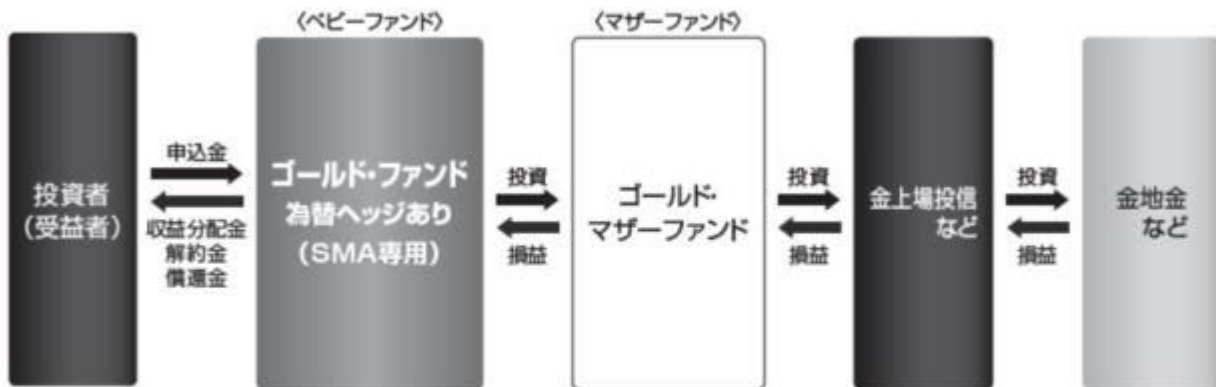 〈ベビーファンド〉
〈マザーファンド〉
投資者
(受益者)
申込金
収益分配金
解約金
償還金
ゴールド・ファンド
為替ヘッジあり
(SMA専用)
投資
損益
ゴールド・
マザーファンド
投資
損益
金上場投信
など
投資
損益
金地金
など